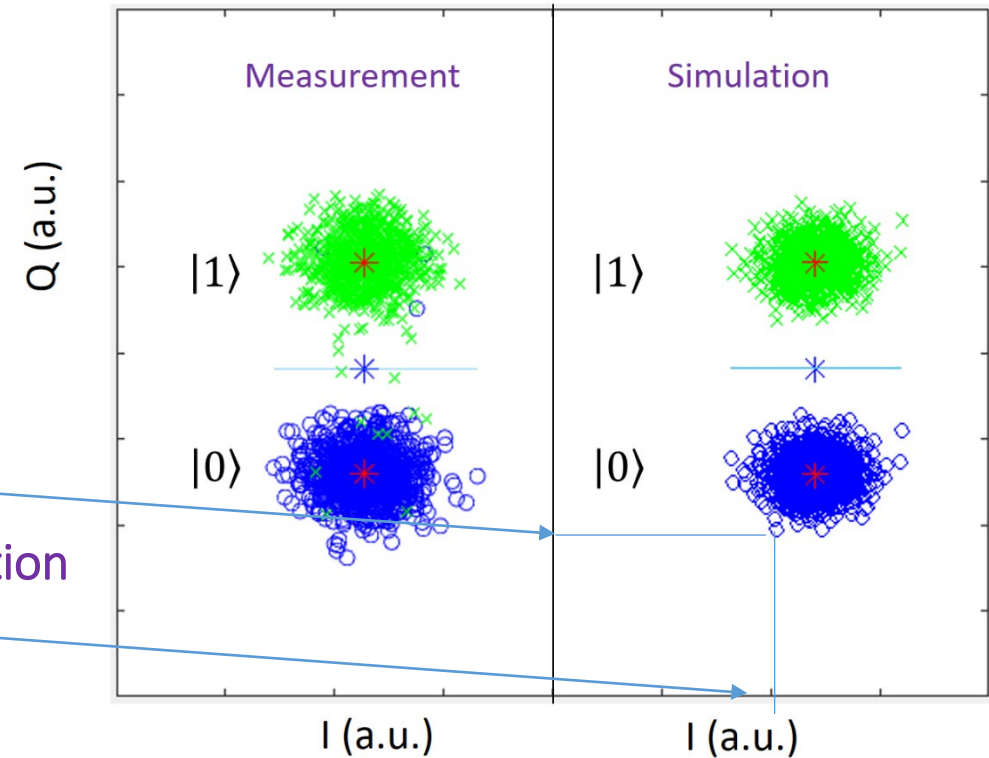 Measurement
Simulation
Q (a.u.)
|1⟩
|1⟩
|0⟩
|0⟩
I (a.u.)
I (a.u.)